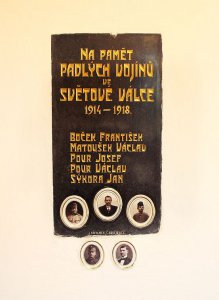 NA PAMĚŤ
PADLÝCH VOJÍNŮ
VE
SVĚTOVÉ VÁLCE
1914 – 1918.
BOČEK FRANTIŠEK
MATOUŠEK VÁCLAV
POUR JOSEF
POUR VÁCLAV
SÝKORA JAN